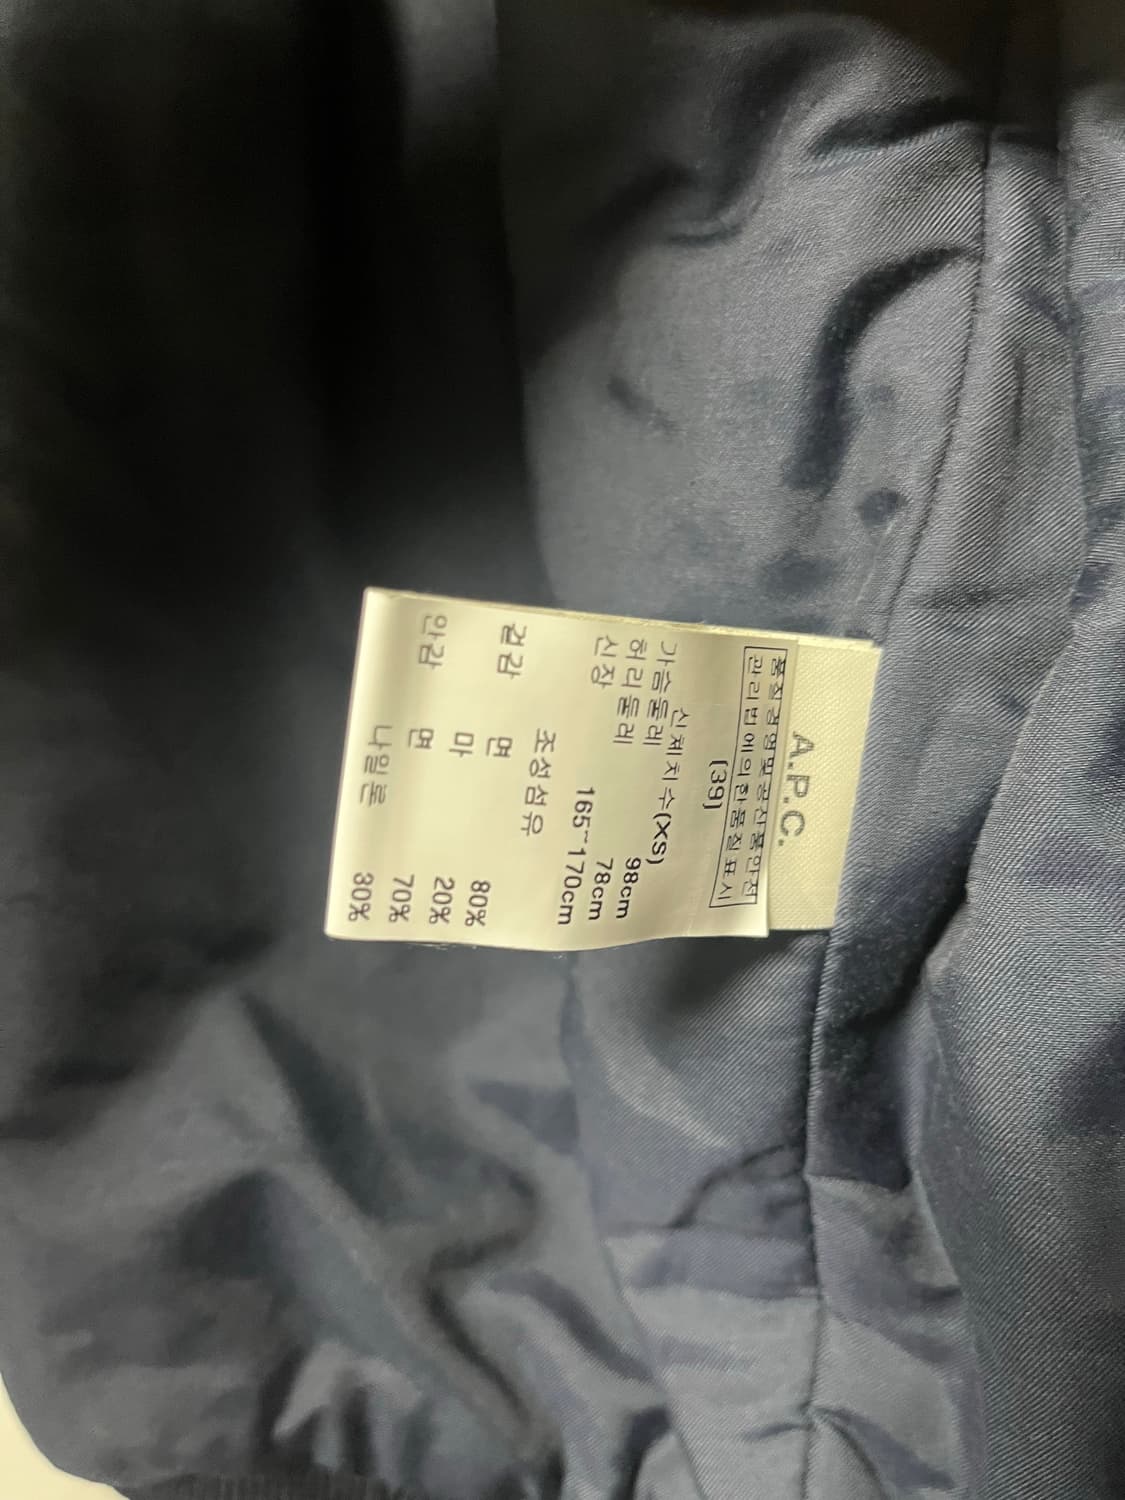 A.P.C.
품질경영및공산품안전
관리법에의한품질표시
(39)
신체치수(XS)
가슴둘레 98cm
허리둘레 78cm
신장 165~170cm
조성섬유
겉감 면 80%
마 20%
안감 면 70%
나일론 30%